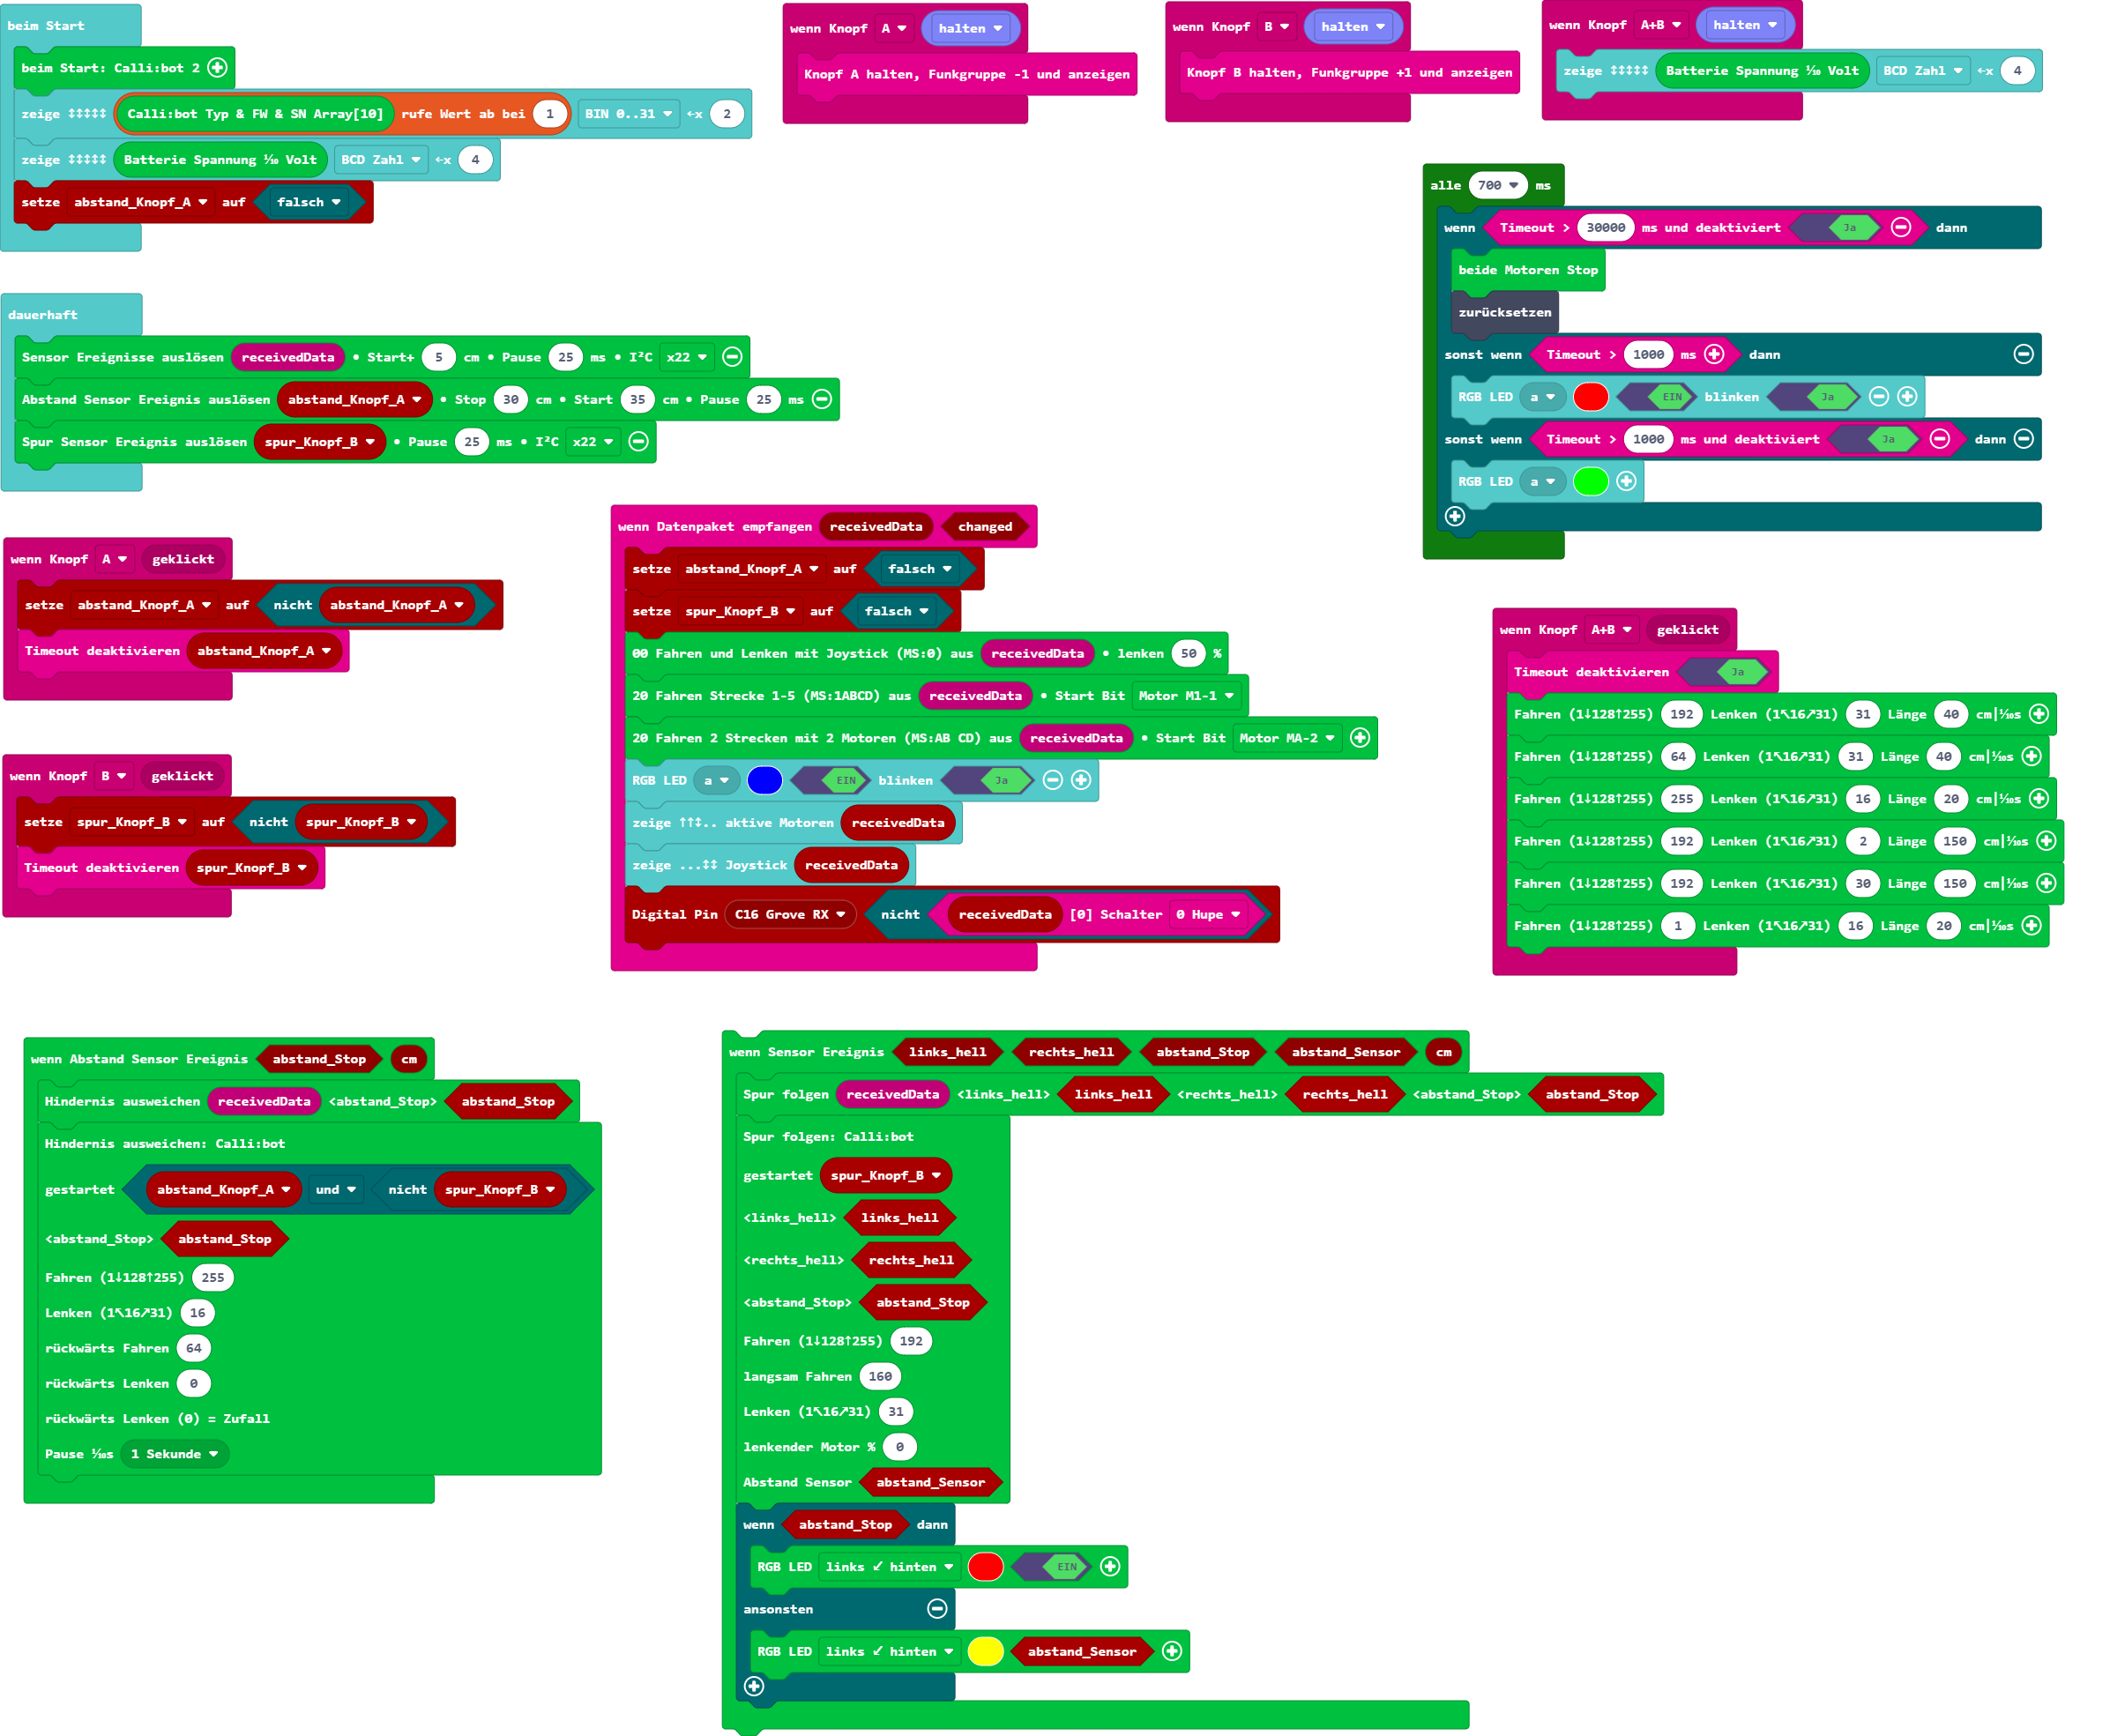 beim Start
beim Start: Calli:bot 2
zeige ↕↕↕↕↕ Calli:bot Typ & FW & SN Array[10] rufe Wert ab bei 1 BIN 0..31 ←x 2
zeige ↕↕↕↕↕ Batterie Spannung ⅒ Volt BCD Zahl ←x 4
setze abstand_Knopf_A auf falsch
wenn Knopf A halten
Knopf A halten, Funkgruppe -1 und anzeigen
wenn Knopf B halten
Knopf B halten, Funkgruppe +1 und anzeigen
wenn Knopf A+B halten
zeige ↕↕↕↕↕ Batterie Spannung ⅒ Volt BCD Zahl ←x 4
alle 700 ms
wenn Timeout > 30000 ms und deaktiviert Ja dann
beide Motoren Stop
zurücksetzen
sonst wenn Timeout > 1000 ms dann
RGB LED a EIN blinken Ja
sonst wenn Timeout > 1000 ms und deaktiviert Ja dann
RGB LED a
dauerhaft
Sensor Ereignisse auslösen receivedData • Start+ 5 cm • Pause 25 ms • I²C x22
Abstand Sensor Ereignis auslösen abstand_Knopf_A • Stop 30 cm • Start 35 cm • Pause 25 ms
Spur Sensor Ereignis auslösen spur_Knopf_B • Pause 25 ms • I²C x22
wenn Knopf A geklickt
setze abstand_Knopf_A auf nicht abstand_Knopf_A
Timeout deaktivieren abstand_Knopf_A
wenn Knopf B geklickt
setze spur_Knopf_B auf nicht spur_Knopf_B
Timeout deaktivieren spur_Knopf_B
wenn Datenpaket empfangen receivedData changed
setze abstand_Knopf_A auf falsch
setze spur_Knopf_B auf falsch
00 Fahren und Lenken mit Joystick (MS:0) aus receivedData • lenken 50 %
20 Fahren Strecke 1-5 (MS:1ABCD) aus receivedData • Start Bit Motor M1-1
20 Fahren 2 Strecken mit 2 Motoren (MS:AB CD) aus receivedData • Start Bit Motor MA-2
RGB LED a EIN blinken Ja
zeige ↑↑↕.. aktive Motoren receivedData
zeige ...↕↕ Joystick receivedData
Digital Pin C16 Grove RX nicht receivedData [0] Schalter 0 Hupe
wenn Knopf A+B geklickt
Timeout deaktivieren Ja
Fahren (1↓128↑255) 192 Lenken (1↖16↗31) 31 Länge 40 cm|⅒s
Fahren (1↓128↑255) 64 Lenken (1↖16↗31) 31 Länge 40 cm|⅒s
Fahren (1↓128↑255) 255 Lenken (1↖16↗31) 16 Länge 20 cm|⅒s
Fahren (1↓128↑255) 192 Lenken (1↖16↗31) 2 Länge 150 cm|⅒s
Fahren (1↓128↑255) 192 Lenken (1↖16↗31) 30 Länge 150 cm|⅒s
Fahren (1↓128↑255) 1 Lenken (1↖16↗31) 16 Länge 20 cm|⅒s
wenn Abstand Sensor Ereignis abstand_Stop cm
Hindernis ausweichen receivedData <abstand_Stop> abstand_Stop
Hindernis ausweichen: Calli:bot
gestartet abstand_Knopf_A und nicht spur_Knopf_B
<abstand_Stop> abstand_Stop
Fahren (1↓128↑255) 255
Lenken (1↖16↗31) 16
rückwärts Fahren 64
rückwärts Lenken 0
rückwärts Lenken (0) = Zufall
Pause ⅒s 1 Sekunde
wenn Sensor Ereignis links_hell rechts_hell abstand_Stop abstand_Sensor cm
Spur folgen receivedData <links_hell> links_hell <rechts_hell> rechts_hell <abstand_Stop> abstand_Stop
Spur folgen: Calli:bot
gestartet spur_Knopf_B
<links_hell> links_hell
<rechts_hell> rechts_hell
<abstand_Stop> abstand_Stop
Fahren (1↓128↑255) 192
langsam Fahren 160
Lenken (1↖16↗31) 31
lenkender Motor % 0
Abstand Sensor abstand_Sensor
wenn abstand_Stop dann
RGB LED links ↙ hinten EIN
ansonsten
RGB LED links ↙ hinten abstand_Sensor